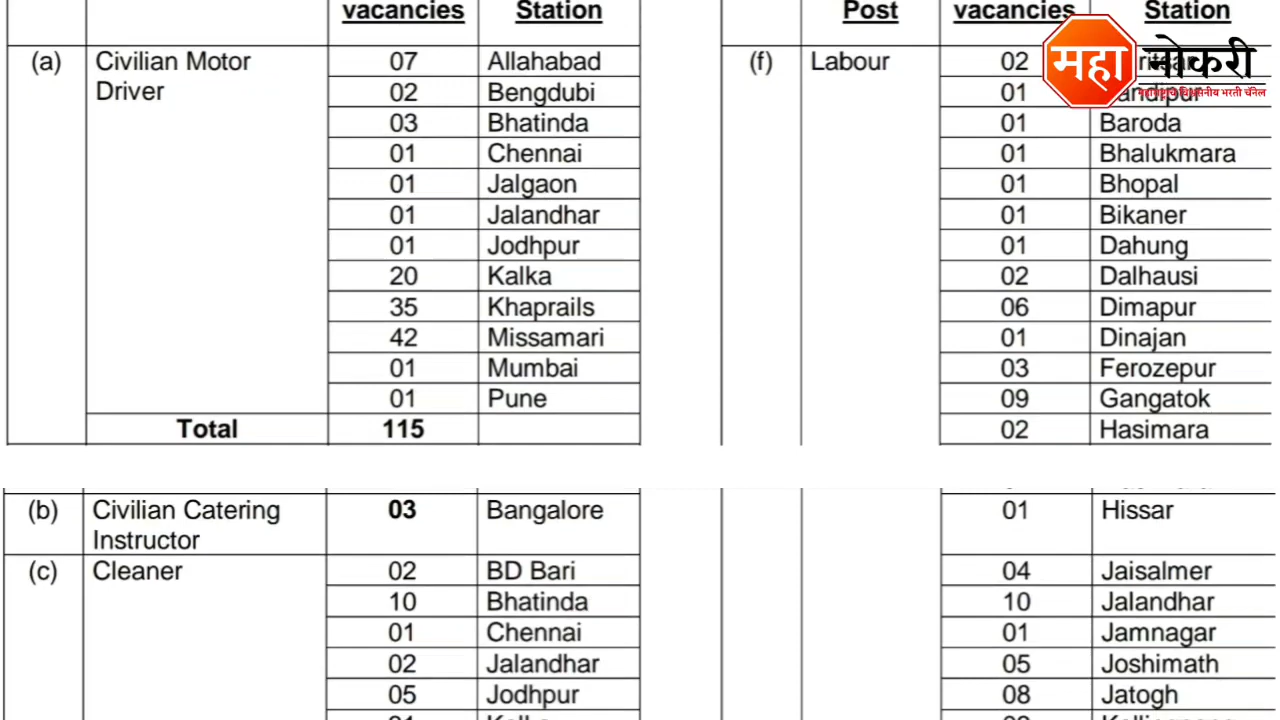 vacancies Station
(a) Civilian Motor Driver 07 Allahabad
02 Bengdubi
03 Bhatinda
01 Chennai
01 Jalgaon
01 Jalandhar
01 Jodhpur
20 Kalka
35 Khaprails
42 Missamari
01 Mumbai
01 Pune
Total 115
(b) Civilian Catering Instructor 03 Bangalore
(c) Cleaner 02 BD Bari
10 Bhatinda
01 Chennai
02 Jalandhar
05 Jodhpur
Post vacancies Station
(f) Labour 02
01
01 Baroda
01 Bhalukmara
01 Bhopal
01 Bikaner
01 Dahung
02 Dalhausi
06 Dimapur
01 Dinajan
03 Ferozepur
09 Gangatok
02 Hasimara
01 Hissar
04 Jaisalmer
10 Jalandhar
01 Jamnagar
05 Joshimath
08 Jatogh
महा नोकरी